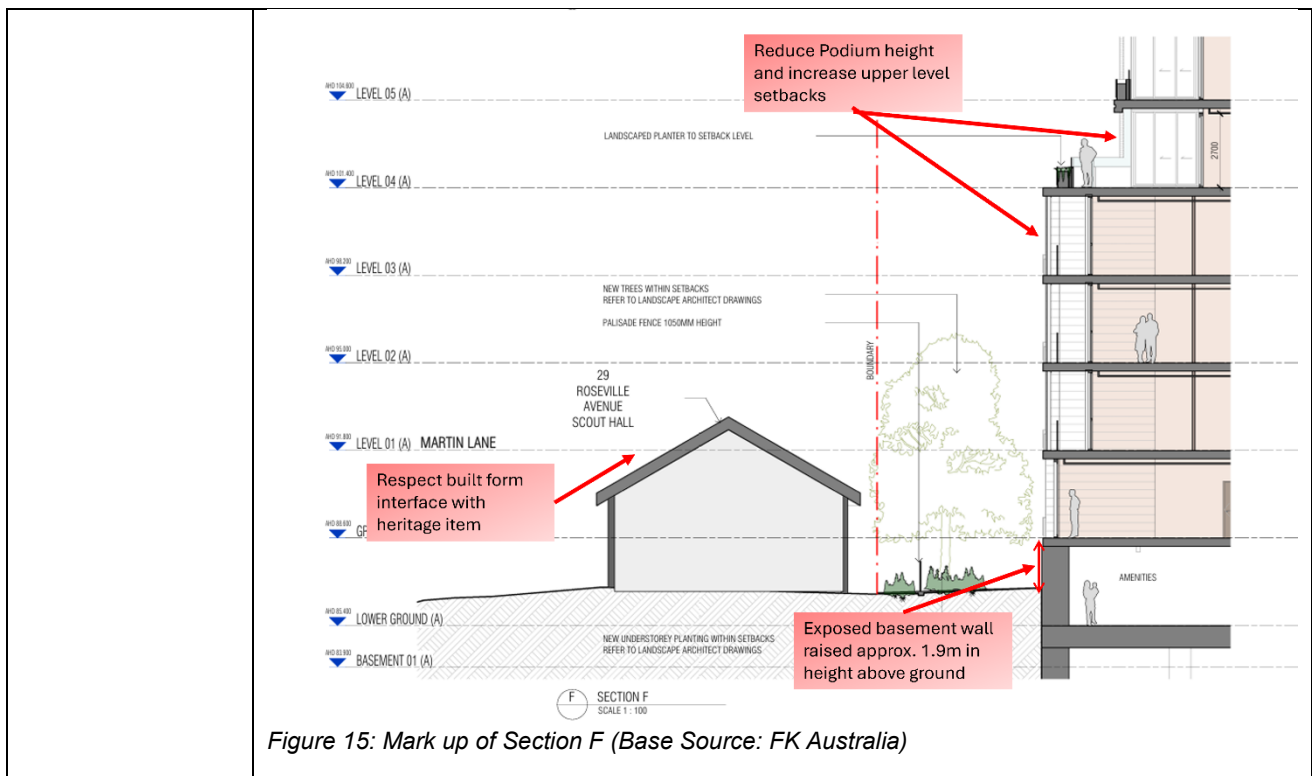 Reduce Podium height
and increase upper level
setbacks
AHD 104.600
LEVEL 05 (A)
LANDSCAPED PLANTER TO SETBACK LEVEL
2700
AHD 101.400
LEVEL 04 (A)
AHD 98.200
LEVEL 03 (A)
NEW TREES WITHIN SETBACKS
REFER TO LANDSCAPE ARCHITECT DRAWINGS
PALISADE FENCE 1050MM HEIGHT
BOUNDARY
AHD 95.000
LEVEL 02 (A)
29
ROSEVILLE
AVENUE
SCOUT HALL
AHD 91.800
LEVEL 01 (A) MARTIN LANE
Respect built form
interface with
heritage item
AHD 88.600
AMENITIES
AHD 85.400
LOWER GROUND (A)
Exposed basement wall
raised approx. 1.9m in
height above ground
NEW UNDERSTOREY PLANTING WITHIN SETBACKS
REFER TO LANDSCAPE ARCHITECT DRAWINGS
AHD 83.900
BASEMENT 01 (A)
F SECTION F
SCALE 1 : 100
Figure 15: Mark up of Section F (Base Source: FK Australia)